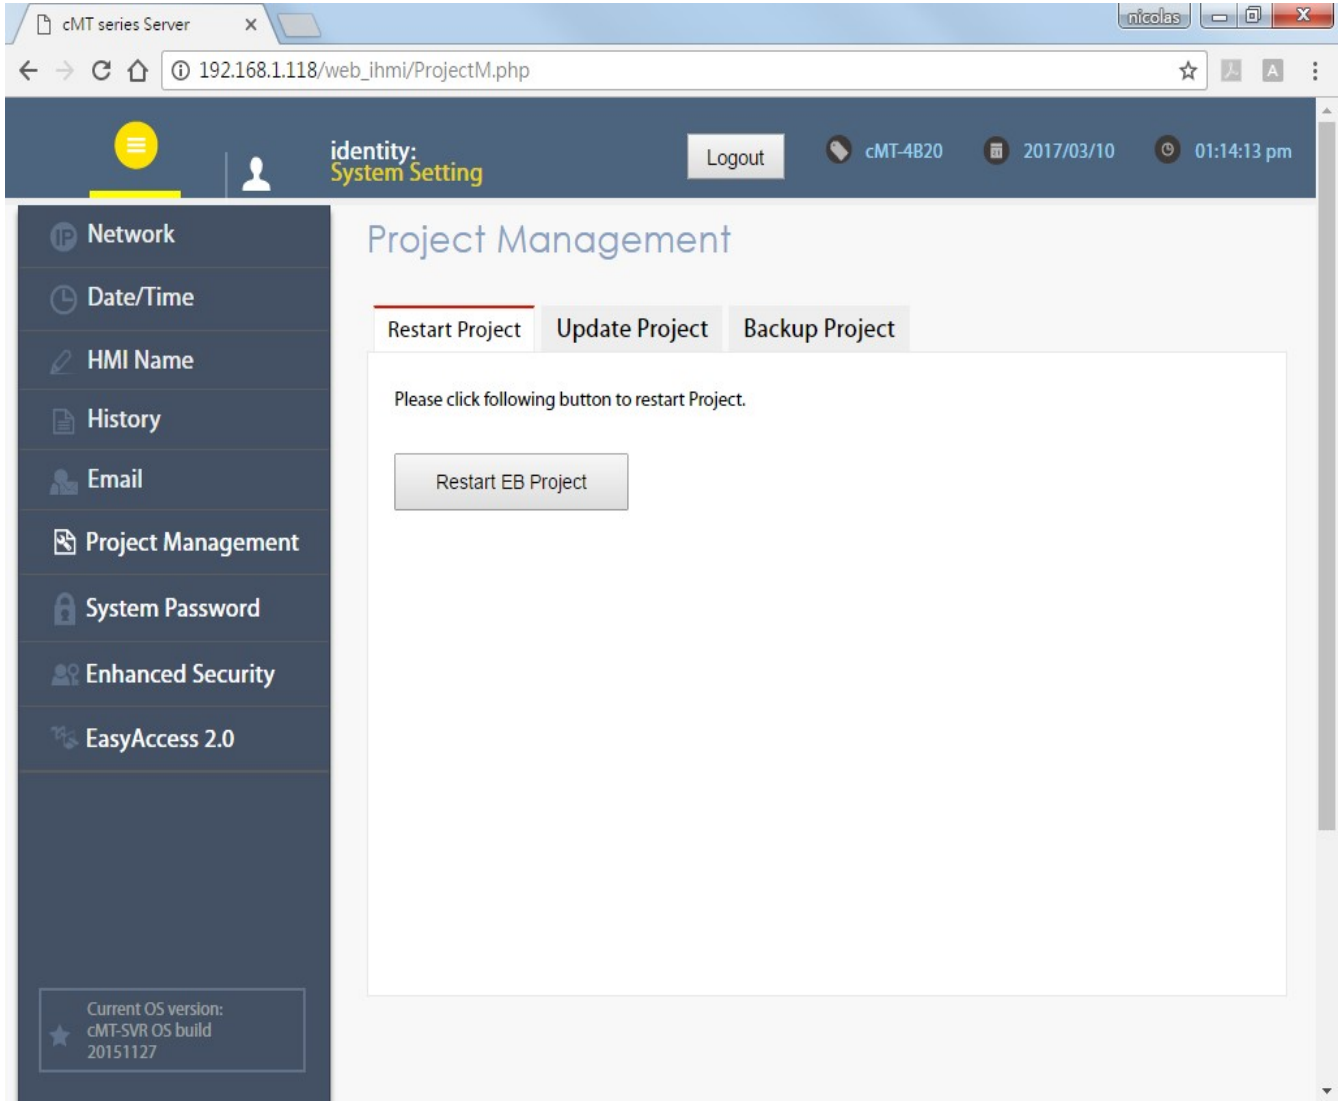 cMT series Server
nicolas
192.168.1.118/web_ihmi/ProjectM.php
identity:
System Setting
Logout
cMT-4B20
2017/03/10
01:14:13 pm
IP Network
Date/Time
HMI Name
History
Email
Project Management
System Password
Enhanced Security
EasyAccess 2.0
Current OS version:
cMT-SVR OS build
20151127
Project Management
Restart Project
Update Project
Backup Project
Please click following button to restart Project.
Restart EB Project